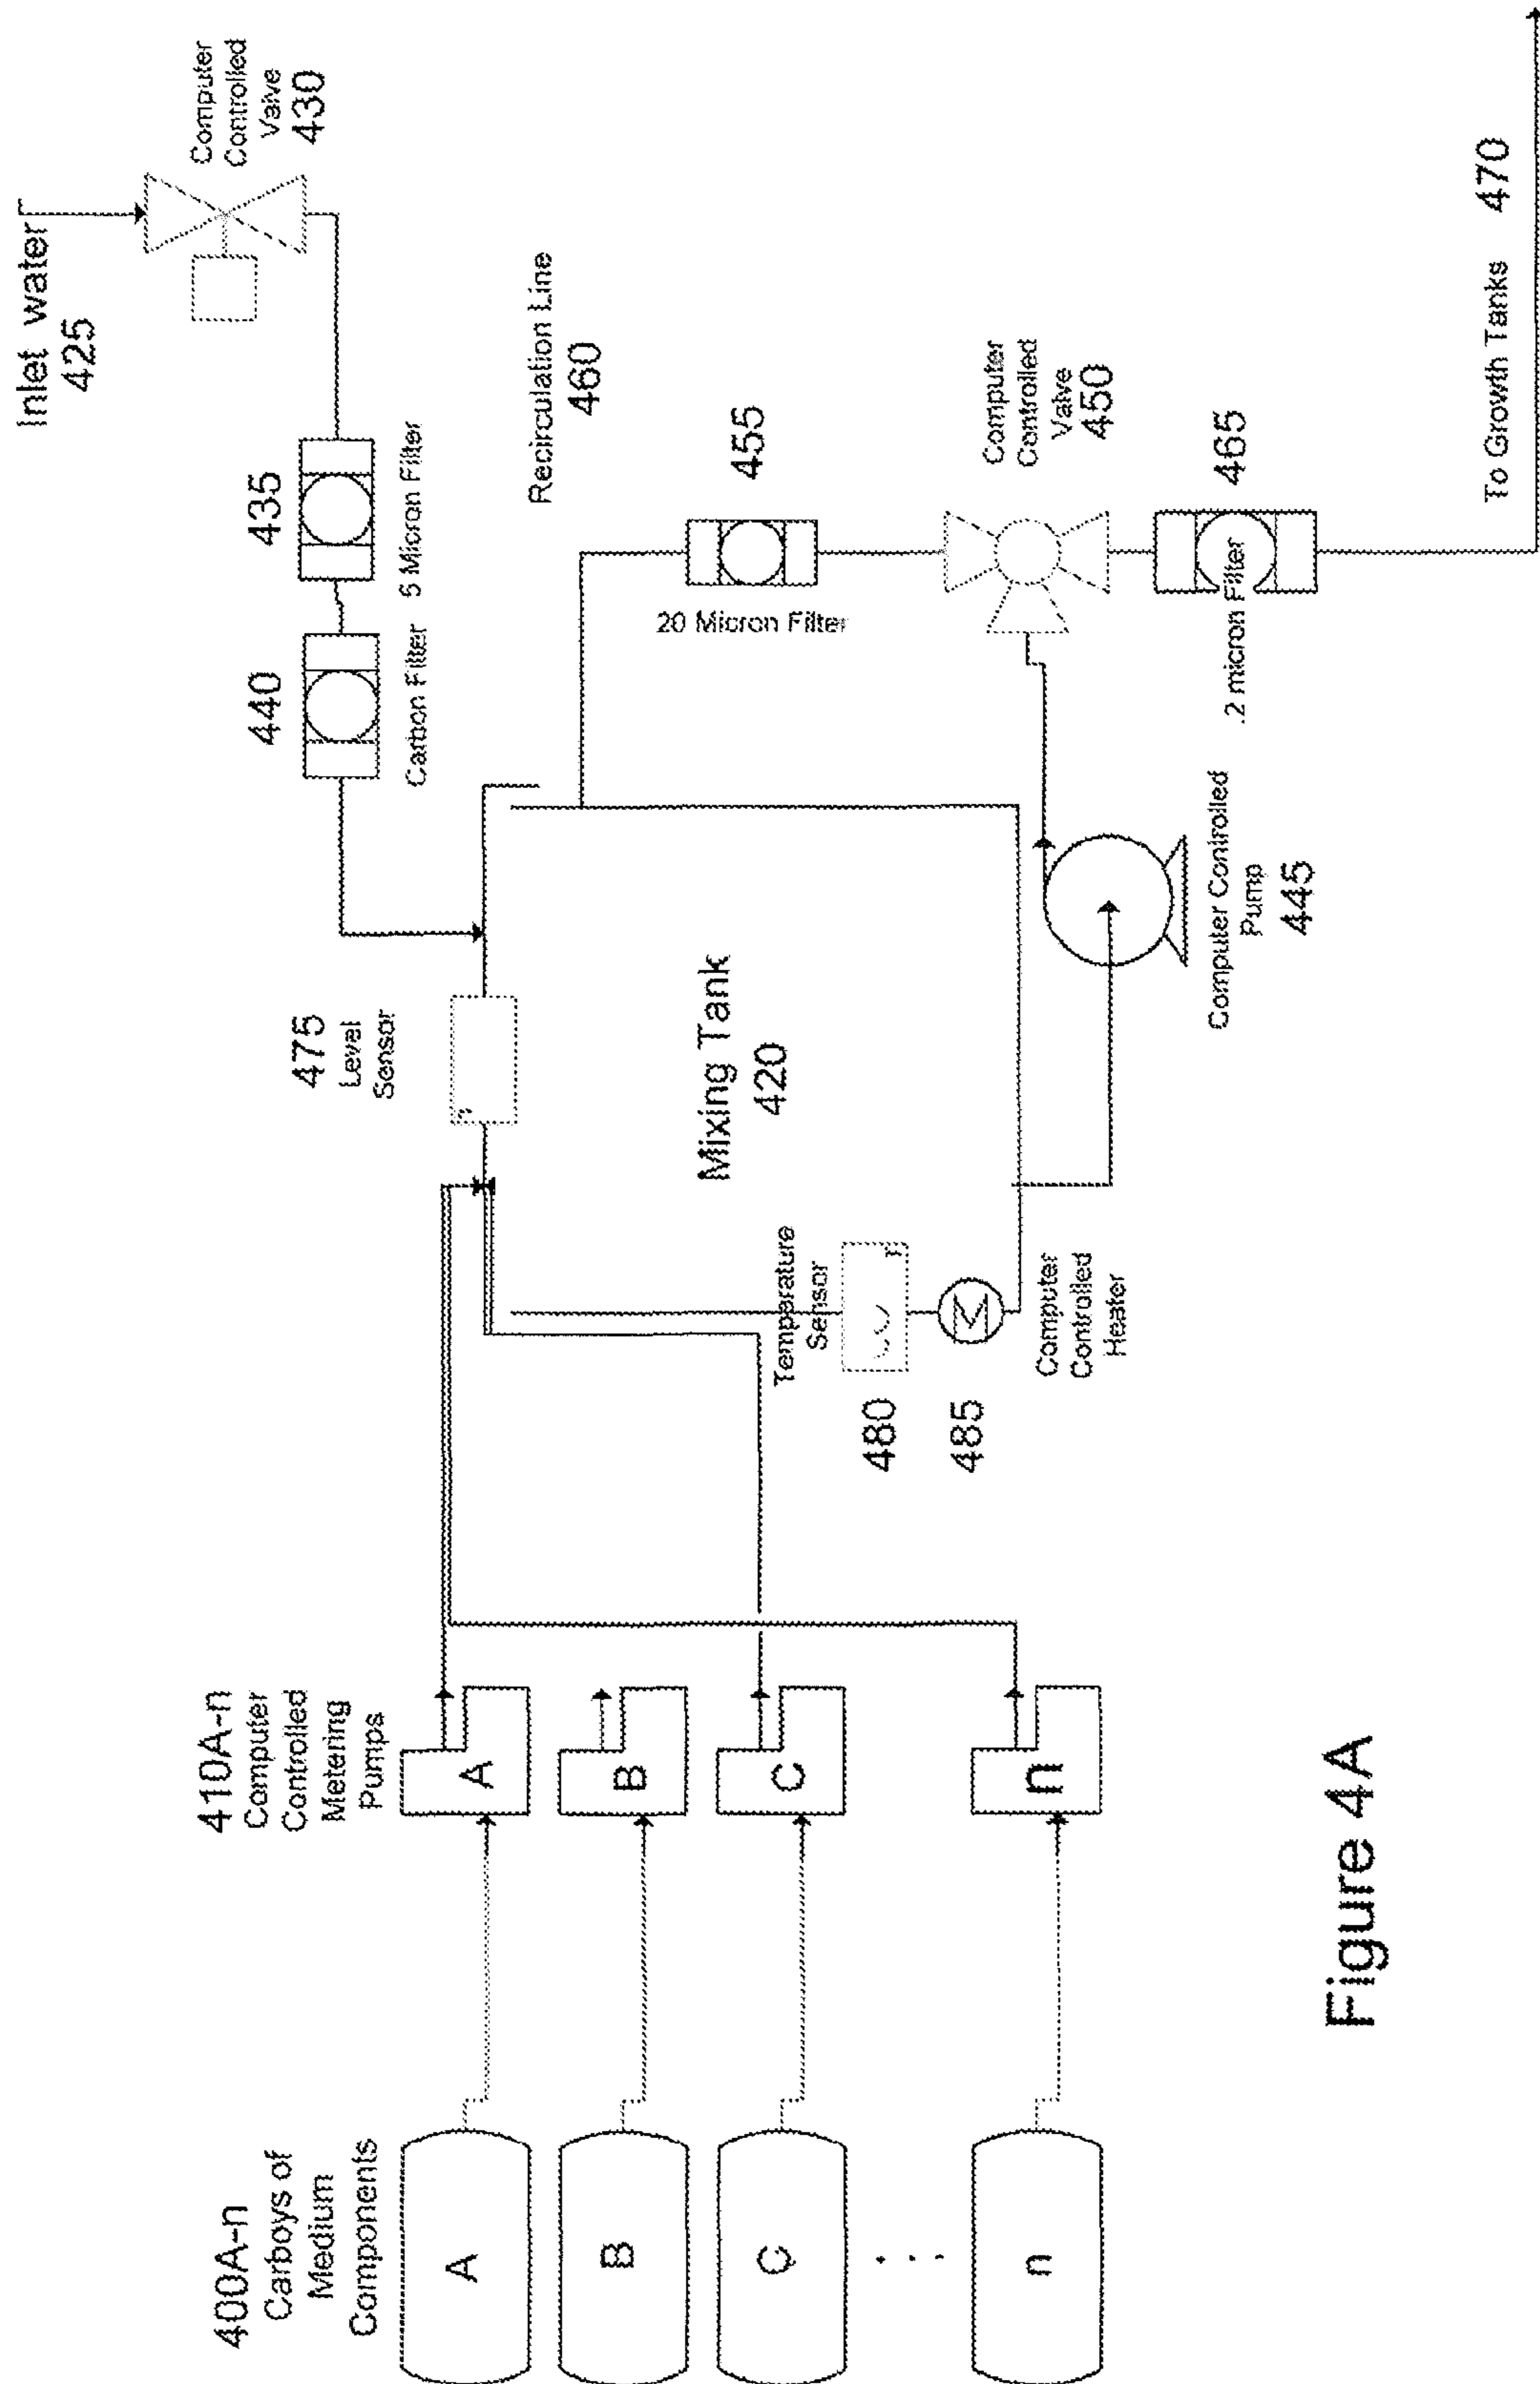 400A-n
Carboys of
Medium
Components
A
B
C
. . .
n
410A-n
Computer
Controlled
Metering
Pumps
A
B
C
n
475
Level
Sensor
Mixing Tank
420
Temperature
Sensor
480
485
Computer
Controlled
Heater
Inlet water
425
Computer
Controlled
Valve
430
435
5 Micron Filter
440
Carbon Filter
Recirculation Line
460
455
20 Micron Filter
Computer
Controlled
Valve
450
465
.2 micron Filter
Computer Controlled
Pump
445
To Growth Tanks 470
Figure 4A